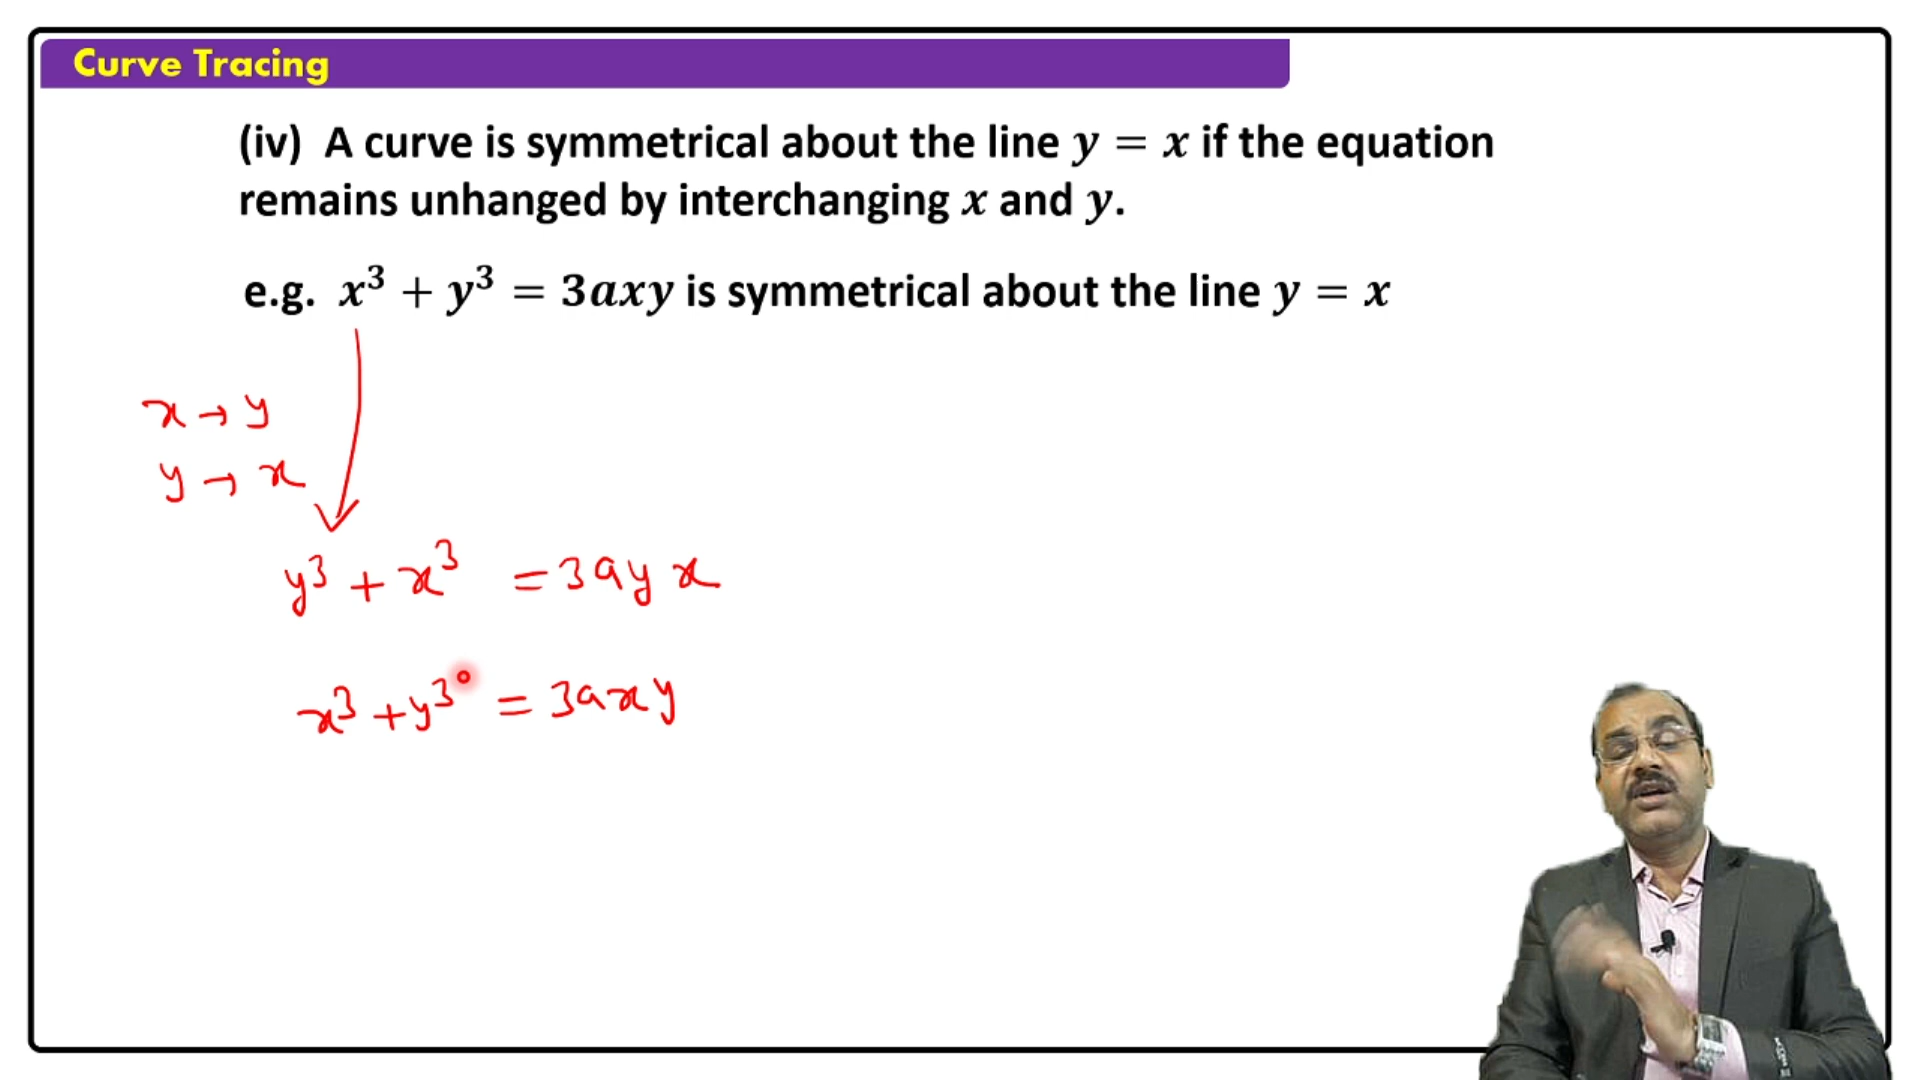 Curve Tracing
(iv) A curve is symmetrical about the line y = x if the equation
remains unhanged by interchanging x and y.
e.g. x³ + y³ = 3axy is symmetrical about the line y = x
x → y
y → x
y³ + x³ = 3ayx
x³ + y³ = 3axy